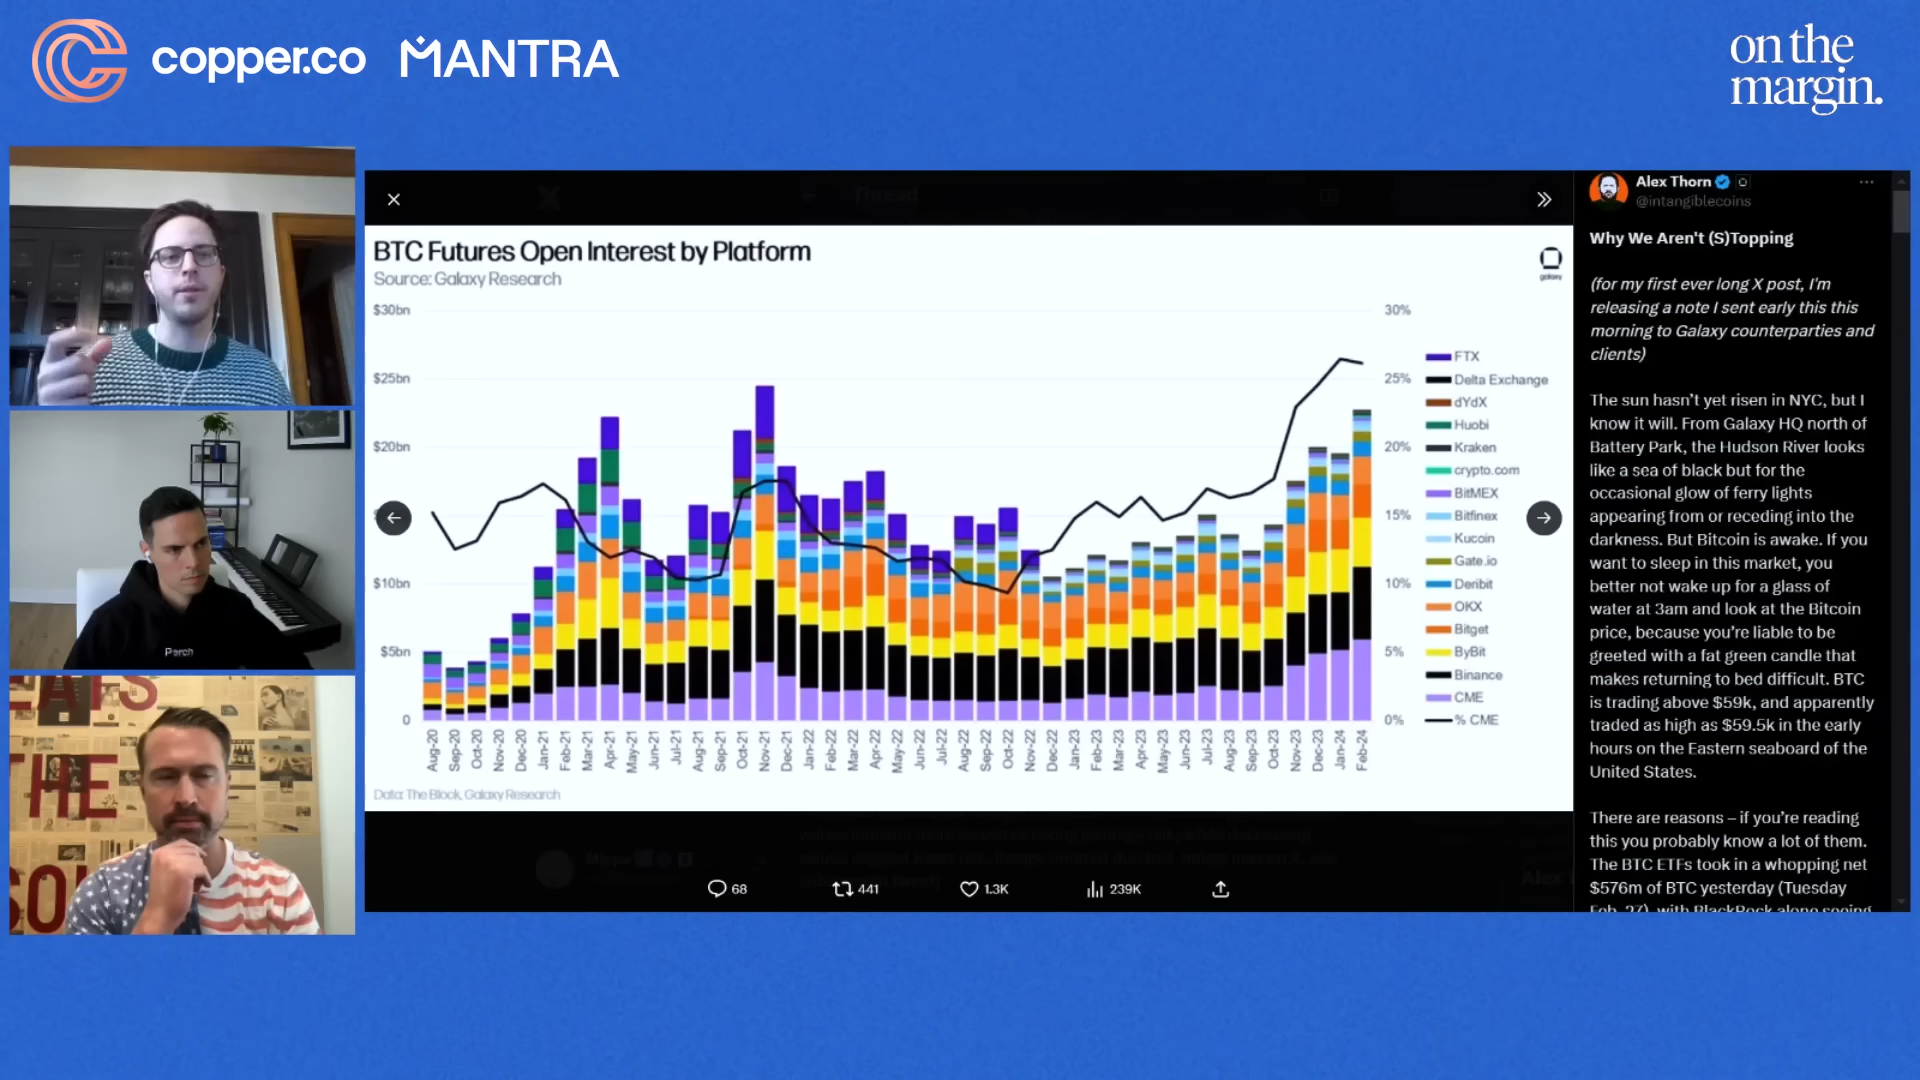 copper.co MANTRA
on the
margin.
Perch
EATS
THE
SOU
Thread
BTC Futures Open Interest by Platform
Source: Galaxy Research
galaxy
$30bn
$25bn
$20bn
$10bn
$5bn
0
30%
25%
20%
15%
10%
5%
0%
FTX
Delta Exchange
dYdX
Huobi
Kraken
crypto.com
BitMEX
Bitfinex
Kucoin
Gate.io
Deribit
OKX
Bitget
ByBit
Binance
CME
% CME
Aug-20 Sep-20 Oct-20 Nov-20 Dec-20 Jan-21 Feb-21 Mar-21 Apr-21 May-21 Jun-21 Jul-21 Aug-21 Sep-21 Oct-21 Nov-21 Dec-21 Jan-22 Feb-22 Mar-22 Apr-22 May-22 Jun-22 Jul-22 Aug-22 Sep-22 Oct-22 Nov-22 Dec-22 Jan-23 Feb-23 Mar-23 Apr-23 May-23 Jun-23 Jul-23 Aug-23 Sep-23 Oct-23 Nov-23 Dec-23 Jan-24 Feb-24
Data: The Block, Galaxy Research
68 441 1.3K 239K
Alex Thorn
@intangiblecoins
Why We Aren't (S)Topping
(for my first ever long X post, I'm
releasing a note I sent early this this
morning to Galaxy counterparties and
clients)
The sun hasn't yet risen in NYC, but I
know it will. From Galaxy HQ north of
Battery Park, the Hudson River looks
like a sea of black but for the
occasional glow of ferry lights
appearing from or receding into the
darkness. But Bitcoin is awake. If you
want to sleep in this market, you
better not wake up for a glass of
water at 3am and look at the Bitcoin
price, because you're liable to be
greeted with a fat green candle that
makes returning to bed difficult. BTC
is trading above $59k, and apparently
traded as high as $59.5k in the early
hours on the Eastern seaboard of the
United States.
There are reasons – if you're reading
this you probably know a lot of them.
The BTC ETFs took in a whopping net
$576m of BTC yesterday (Tuesday
Feb. 27), with BlackRock alone seeing